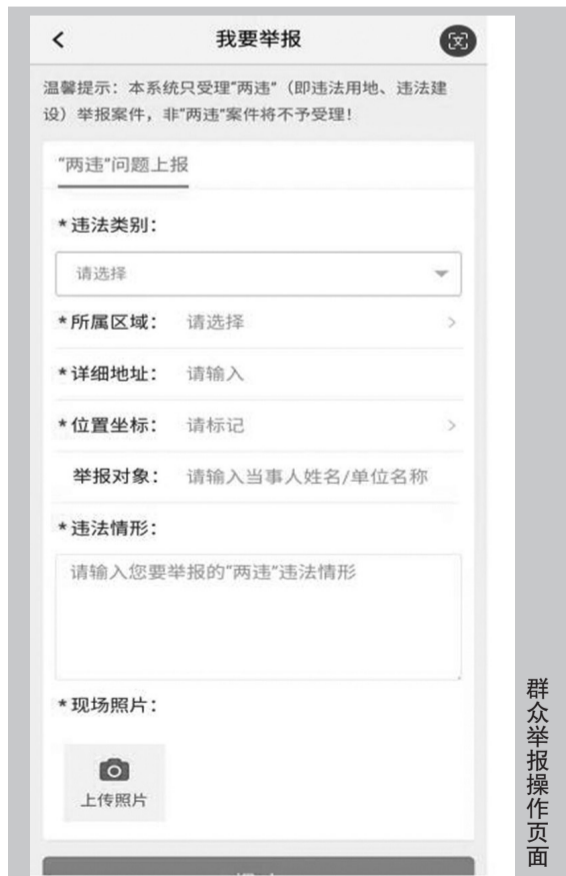 我要举报
温馨提示：本系统只受理“两违”（即违法用地、违法建
设）举报案件，非“两违”案件将不予受理！
“两违”问题上报
*违法类别：
请选择
*所属区域： 请选择
*详细地址： 请输入
*位置坐标： 请标记
举报对象： 请输入当事人姓名/单位名称
*违法情形：
请输入您要举报的“两违”违法情形
*现场照片：
上传照片
群众举报操作页面